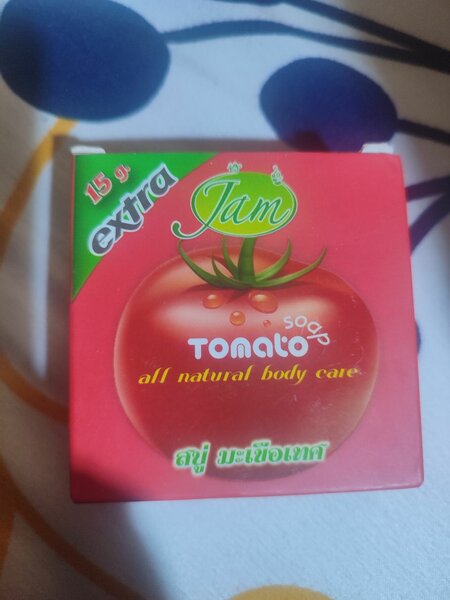 15 g.
extra
Jam
Tomato soap
all natural body care
สบู่ มะเขือเทศ